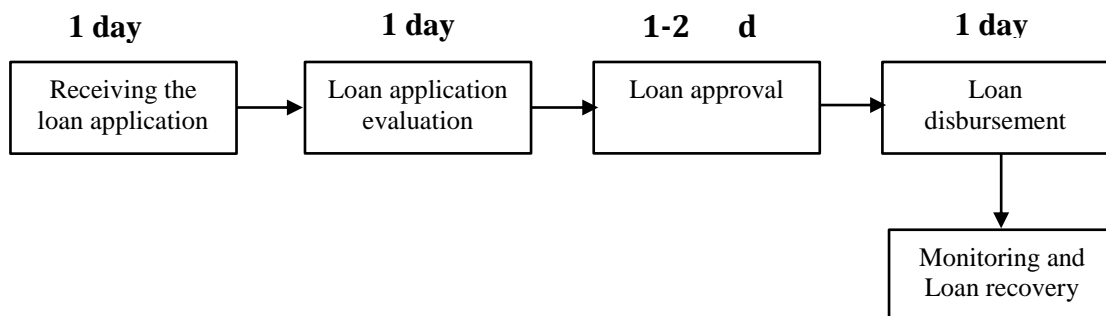 1 day
1 day
1-2 d
1 day
Receiving the
loan application
Loan application
evaluation
Loan approval
Loan
disbursement
Monitoring and
Loan recovery